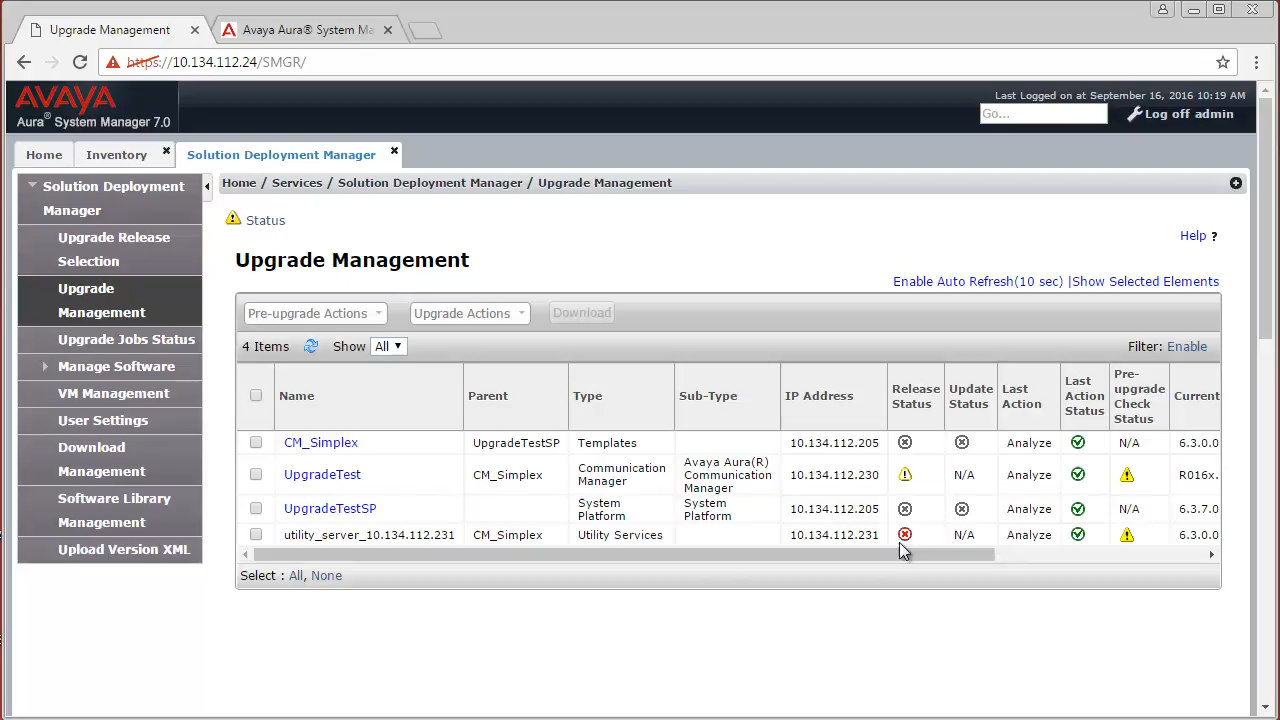 Upgrade Management
Avaya Aura® System Ma
https://10.134.112.24/SMGR/
AVAYA
Aura® System Manager 7.0
Last Logged on at September 16, 2016 10:19 AM
Go...
Log off admin
Home
Inventory
Solution Deployment Manager
Solution Deployment
Manager
Upgrade Release
Selection
Upgrade
Management
Upgrade Jobs Status
Manage Software
VM Management
User Settings
Download
Management
Software Library
Management
Upload Version XML
Home / Services / Solution Deployment Manager / Upgrade Management
Status
Help ?
Upgrade Management
Enable Auto Refresh(10 sec) |Show Selected Elements
Pre-upgrade Actions
Upgrade Actions
Download
4 Items
Show
All
Filter: Enable
Name
Parent
Type
Sub-Type
IP Address
Release
Status
Update
Status
Last
Action
Last
Action
Status
Pre-
upgrade
Check
Status
Current
CM_Simplex
UpgradeTestSP
Templates
10.134.112.205
Analyze
N/A
6.3.0.0
UpgradeTest
CM_Simplex
Communication
Manager
Avaya Aura(R)
Communication
Manager
10.134.112.230
N/A
Analyze
R016x.
UpgradeTestSP
System
Platform
System
Platform
10.134.112.205
Analyze
N/A
6.3.7.0
utility_server_10.134.112.231
CM_Simplex
Utility Services
10.134.112.231
N/A
Analyze
6.3.0.0
Select : All, None